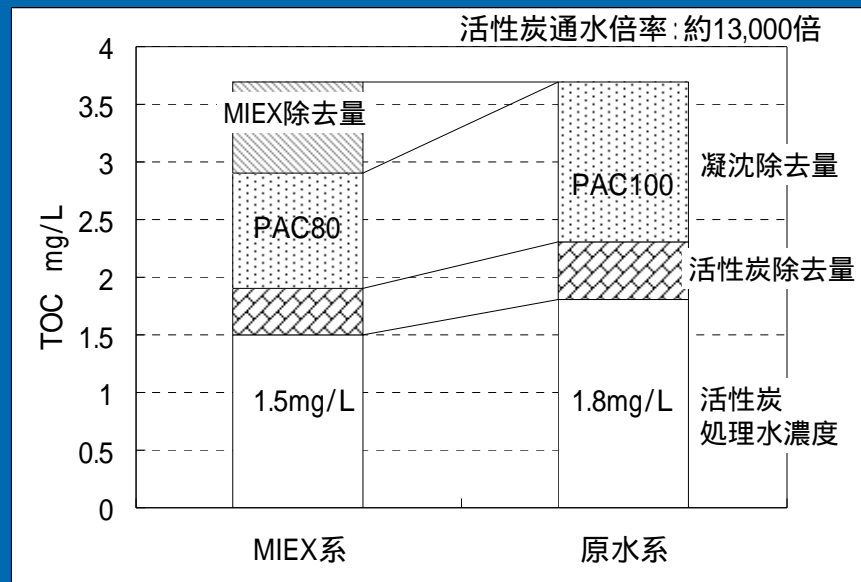 活性炭通水倍率:約13,000倍
TOC mg/L
4
3.5
3
2.5
2
1.5
1
0.5
0
MIEX除去量
PAC80
1.5mg/L
PAC100
1.8mg/L
凝沈除去量
活性炭除去量
活性炭
処理水濃度
MIEX系
原水系